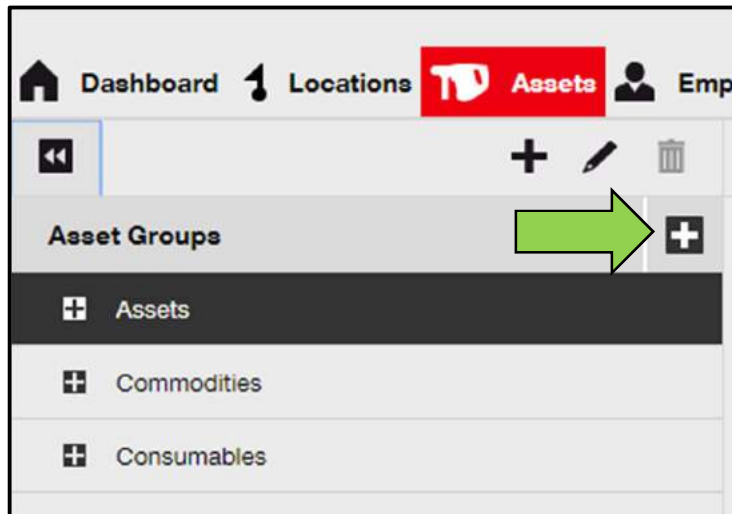 Dashboard Locations Assets Emp
Asset Groups
Assets
Commodities
Consumables